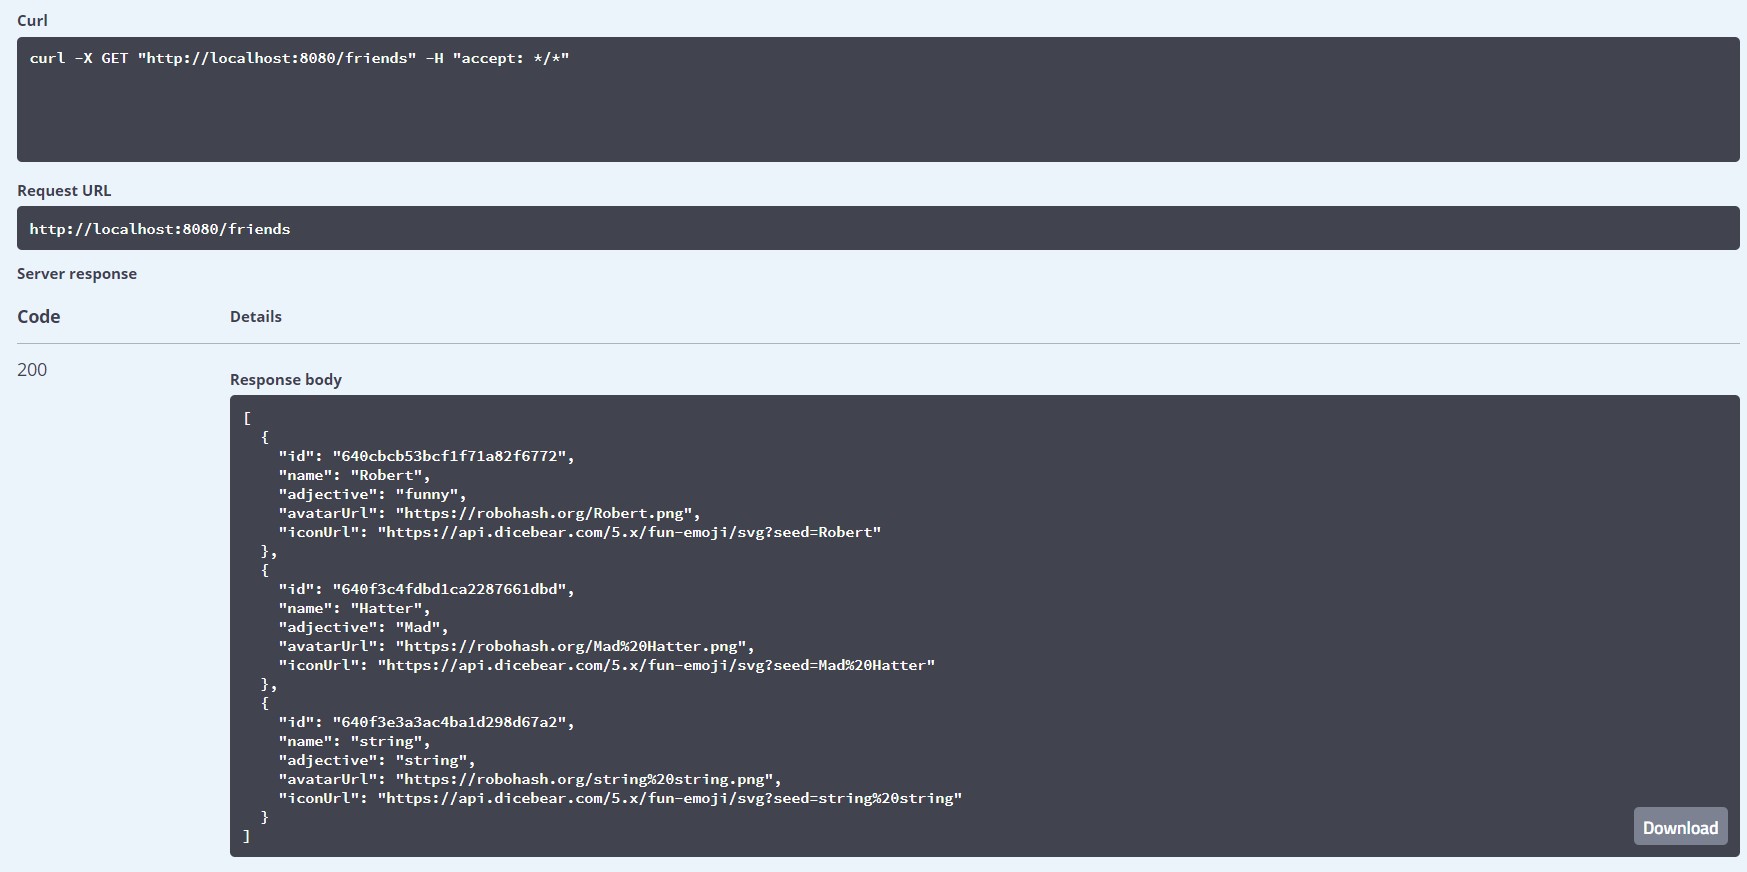 Curl
curl -X GET "http://localhost:8080/friends" -H "accept: */*"
Request URL
http://localhost:8080/friends
Server response
Code Details
200
Response body
[
  {
    "id": "640cbcb53bcf1f71a82f6772",
    "name": "Robert",
    "adjective": "funny",
    "avatarUrl": "https://robohash.org/Robert.png",
    "iconUrl": "https://api.dicebear.com/5.x/fun-emoji/svg?seed=Robert"
  },
  {
    "id": "640f3c4fdbd1ca2287661dbd",
    "name": "Hatter",
    "adjective": "Mad",
    "avatarUrl": "https://robohash.org/Mad%20Hatter.png",
    "iconUrl": "https://api.dicebear.com/5.x/fun-emoji/svg?seed=Mad%20Hatter"
  },
  {
    "id": "640f3e3a3ac4ba1d298d67a2",
    "name": "string",
    "adjective": "string",
    "avatarUrl": "https://robohash.org/string%20string.png",
    "iconUrl": "https://api.dicebear.com/5.x/fun-emoji/svg?seed=string%20string"
  }
]
Download